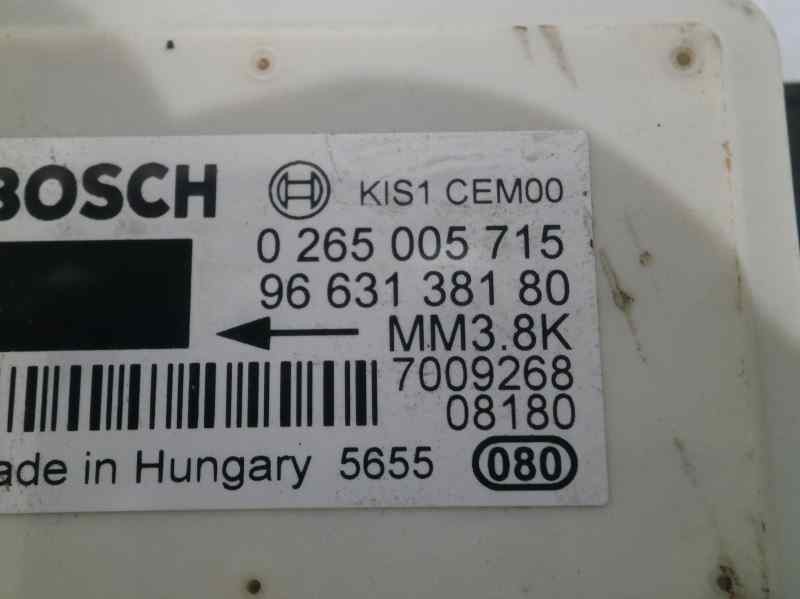 BOSCH KIS1 CEM00
0 265 005 715
96 631 381 80
MM3.8K
7009268
08180
ade in Hungary 5655 080